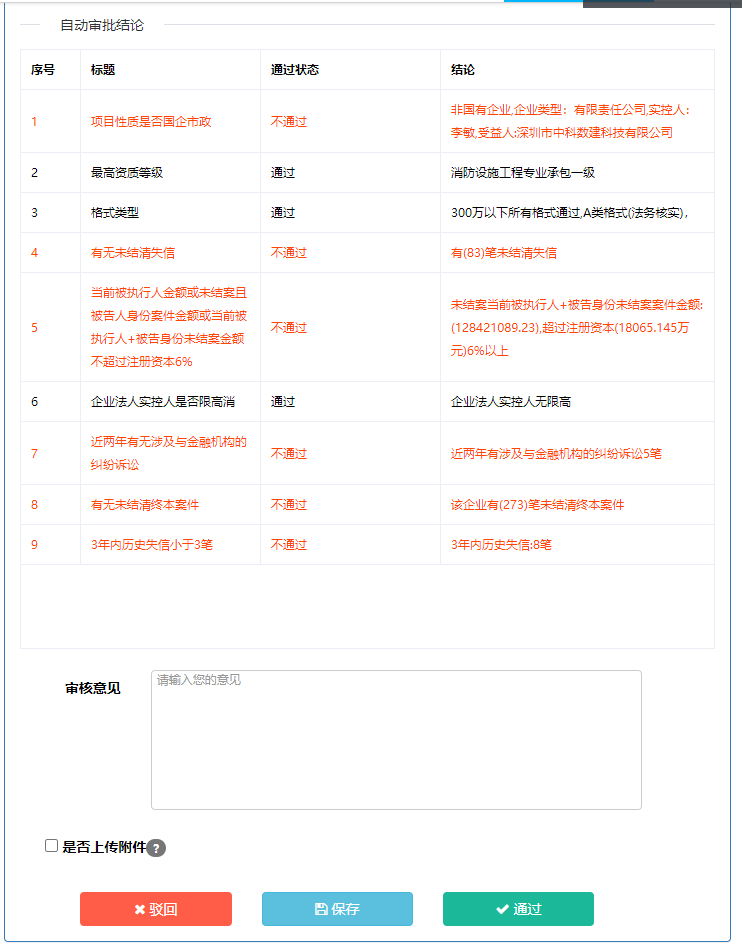 自动审批结论
序号 标题 通过状态 结论
1 项目性质是否国企市政 不通过 非国有企业,企业类型：有限责任公司,实控人：
李敏,受益人:深圳市中科数建科技有限公司
2 最高资质等级 通过 消防设施工程专业承包一级
3 格式类型 通过 300万以下所有格式通过,A类格式(法务核实)，
4 有无未结清失信 不通过 有(83)笔未结清失信
5 当前被执行人金额或未结案且
被告人身份案件金额或当前被
执行人+被告身份未结案金额
不超过注册资本6%
不通过
未结案当前被执行人+被告身份未结案案件金额:
(128421089.23),超过注册资本(18065.145万
元)6%以上
6 企业法人实控人是否限高消 通过 企业法人实控人无限高
7 近两年有无涉及与金融机构的
纠纷诉讼
不通过 近两年有涉及与金融机构的纠纷诉讼5笔
8 有无未结清终本案件 不通过 该企业有(273)笔未结清终本案件
9 3年内历史失信小于3笔 不通过 3年内历史失信:8笔
审核意见 请输入您的意见
是否上传附件 ?
驳回 保存 通过